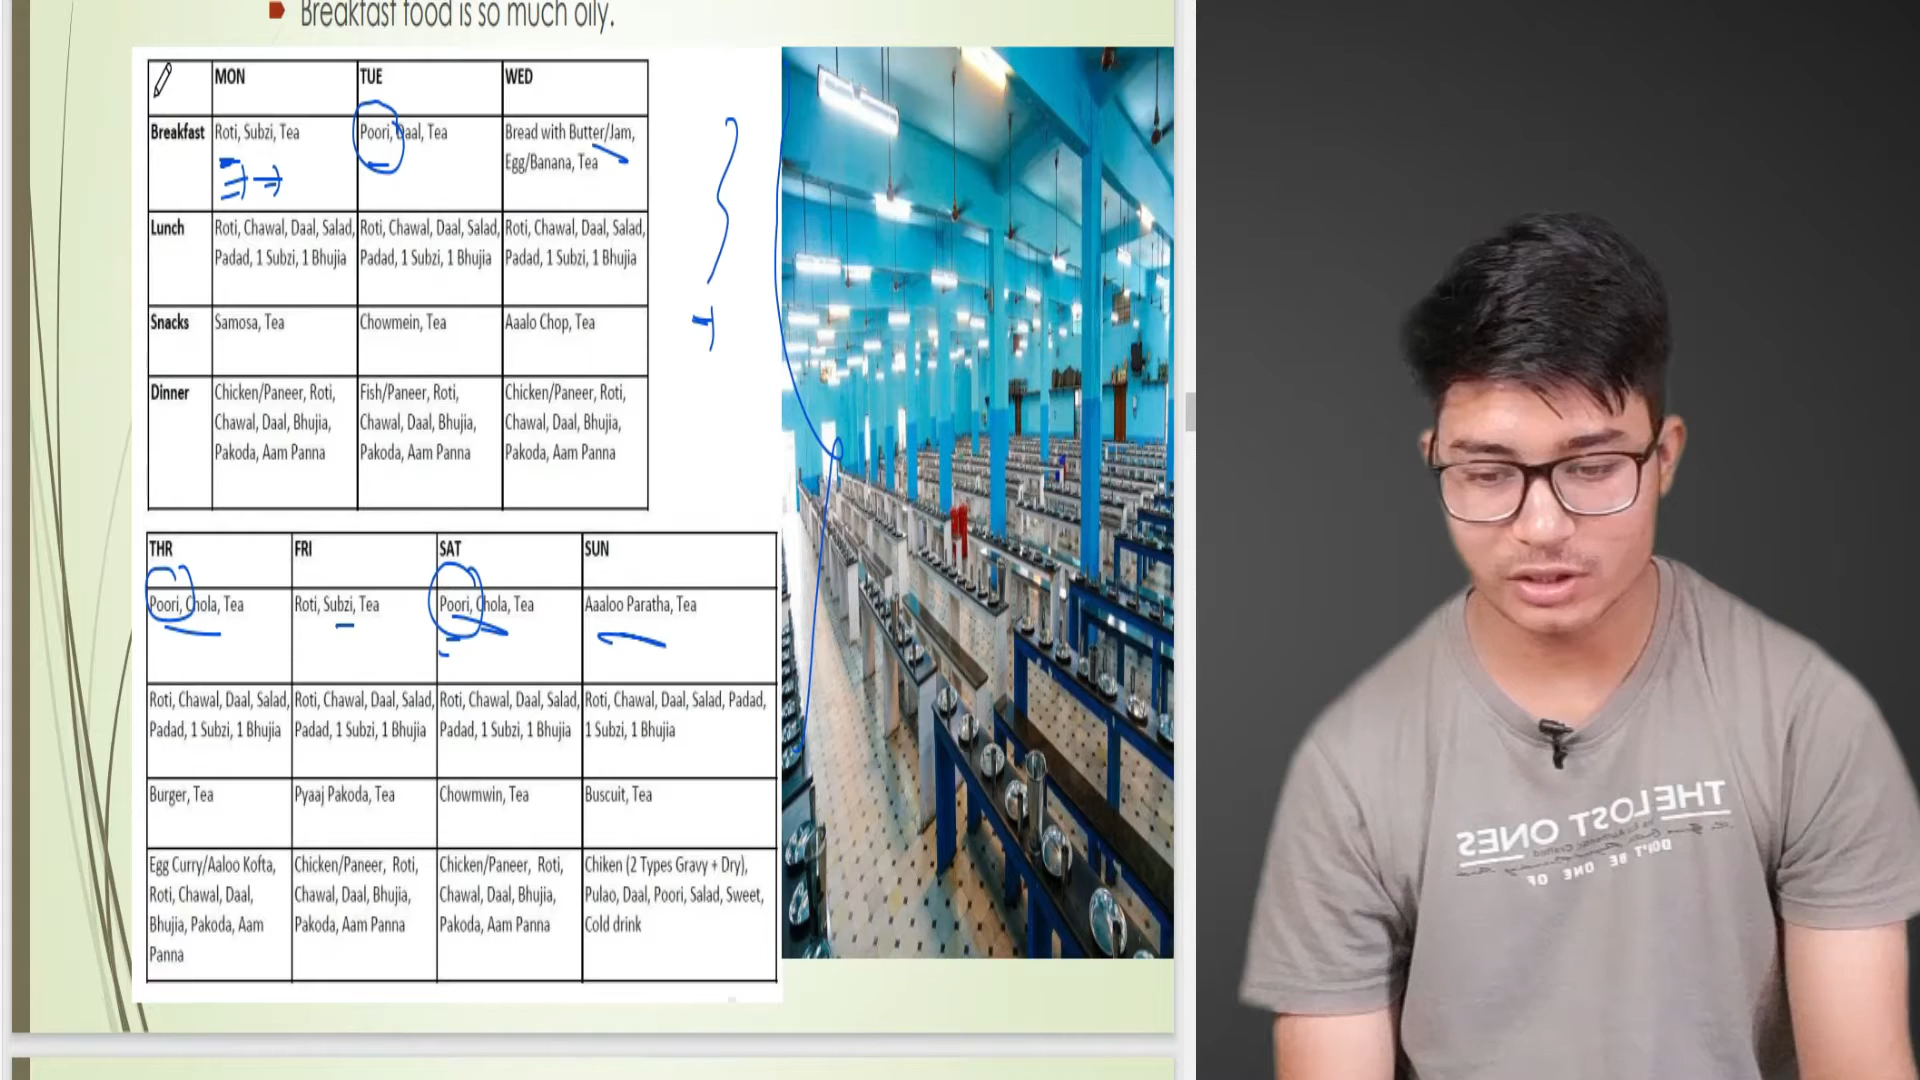 Breakfast food is so much oily.
MON TUE WED
Breakfast Roti, Subzi, Tea Poori, Daal, Tea Bread with Butter/Jam,
Egg/Banana, Tea
Lunch Roti, Chawal, Daal, Salad, Roti, Chawal, Daal, Salad, Roti, Chawal, Daal, Salad,
Padad, 1 Subzi, 1 Bhujia Padad, 1 Subzi, 1 Bhujia Padad, 1 Subzi, 1 Bhujia
Snacks Samosa, Tea Chowmein, Tea Aaalo Chop, Tea
Dinner Chicken/Paneer, Roti, Fish/Paneer, Roti, Chicken/Paneer, Roti,
Chawal, Daal, Bhujia, Chawal, Daal, Bhujia, Chawal, Daal, Bhujia,
Pakoda, Aam Panna Pakoda, Aam Panna Pakoda, Aam Panna
THR FRI SAT SUN
Poori, Chola, Tea Roti, Subzi, Tea Poori, Chola, Tea Aaaloo Paratha, Tea
Roti, Chawal, Daal, Salad, Roti, Chawal, Daal, Salad, Roti, Chawal, Daal, Salad, Roti, Chawal, Daal, Salad, Padad,
Padad, 1 Subzi, 1 Bhujia Padad, 1 Subzi, 1 Bhujia Padad, 1 Subzi, 1 Bhujia 1 Subzi, 1 Bhujia
Burger, Tea Pyaaj Pakoda, Tea Chowmwin, Tea Buscuit, Tea
Egg Curry/Aaloo Kofta, Chicken/Paneer, Roti, Chicken/Paneer, Roti, Chiken (2 Types Gravy + Dry),
Roti, Chawal, Daal, Chawal, Daal, Bhujia, Chawal, Daal, Bhujia, Pulao, Daal, Poori, Salad, Sweet,
Bhujia, Pakoda, Aam Pakoda, Aam Panna Pakoda, Aam Panna Cold drink
Panna
THE LOST ONES
DON'T BE ONE OF